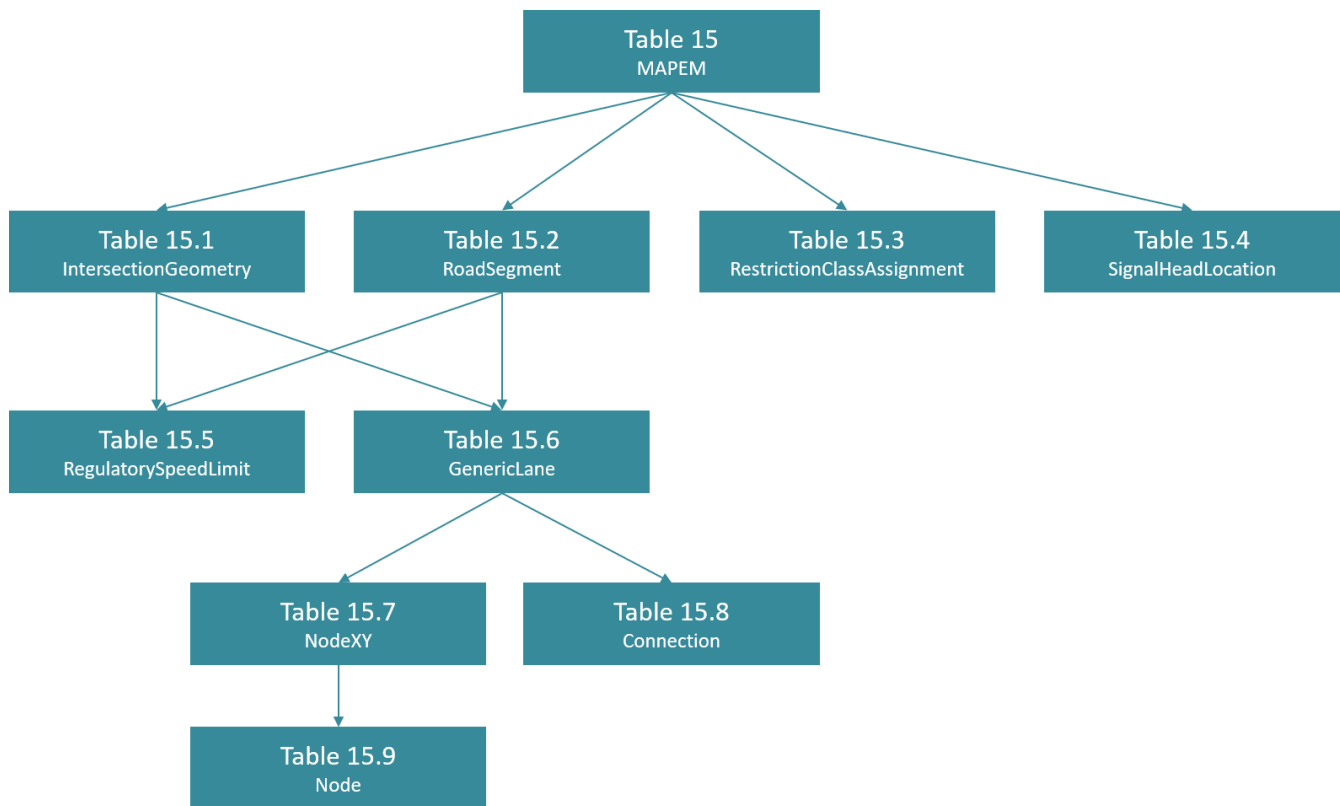 Table 15
MAPEM
Table 15.1
IntersectionGeometry
Table 15.2
RoadSegment
Table 15.3
RestrictionClassAssignment
Table 15.4
SignalHeadLocation
Table 15.5
RegulatorySpeedLimit
Table 15.6
GenericLane
Table 15.7
NodeXY
Table 15.8
Connection
Table 15.9
Node